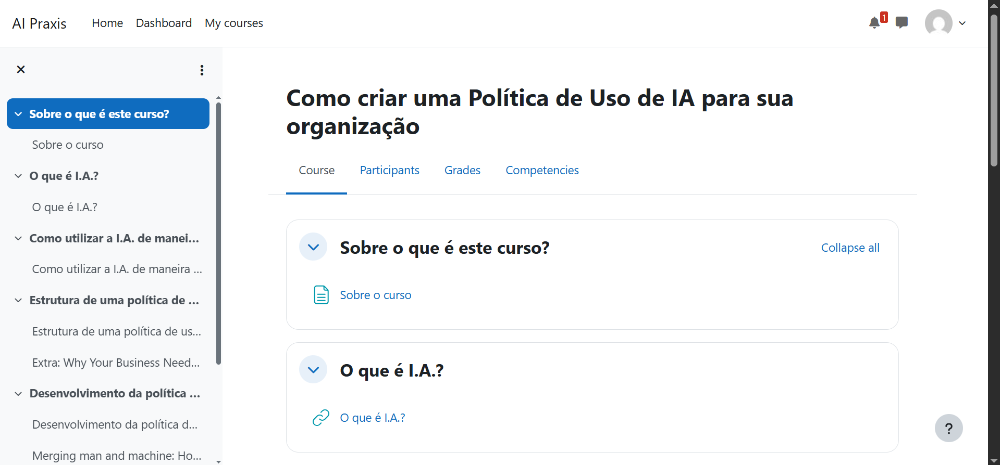 AI Praxis
Home
Dashboard
My courses
1
Sobre o que é este curso?
Sobre o curso
O que é I.A.?
O que é I.A.?
Como utilizar a I.A. de manei...
Como utilizar a I.A. de maneira ...
Estrutura de uma política de ...
Estrutura de uma política de us...
Extra: Why Your Business Need...
Desenvolvimento da política ...
Desenvolvimento da política d...
Merging man and machine: Ho...
Como criar uma Política de Uso de IA para sua
organização
Course
Participants
Grades
Competencies
Sobre o que é este curso?
Collapse all
Sobre o curso
O que é I.A.?
O que é I.A.?
?